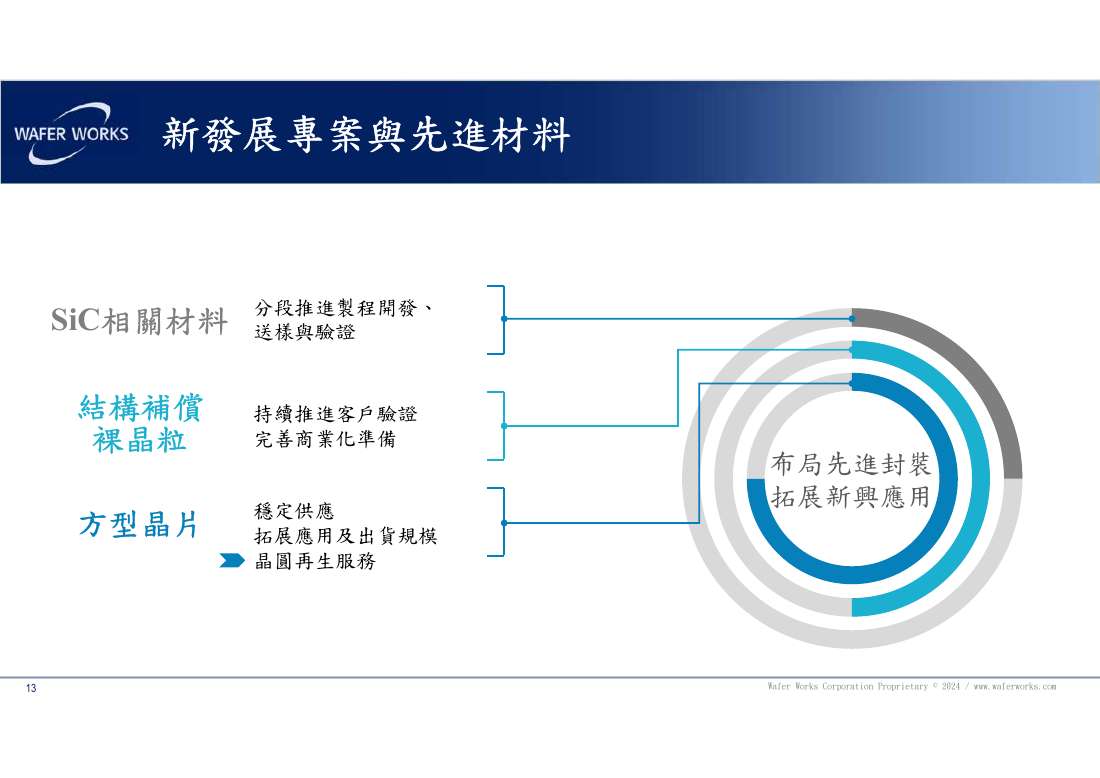 WAFER WORKS
新發展專案與先進材料
SiC相關材料
分段推進製程開發、
送樣與驗證
結構補償
裸晶粒
持續推進客戶驗證
完善商業化準備
方型晶片
穩定供應
拓展應用及出貨規模
晶圓再生服務
布局先進封裝
拓展新興應用
13
Wafer Works Corporation Proprietary © 2024 / www.waferworks.com